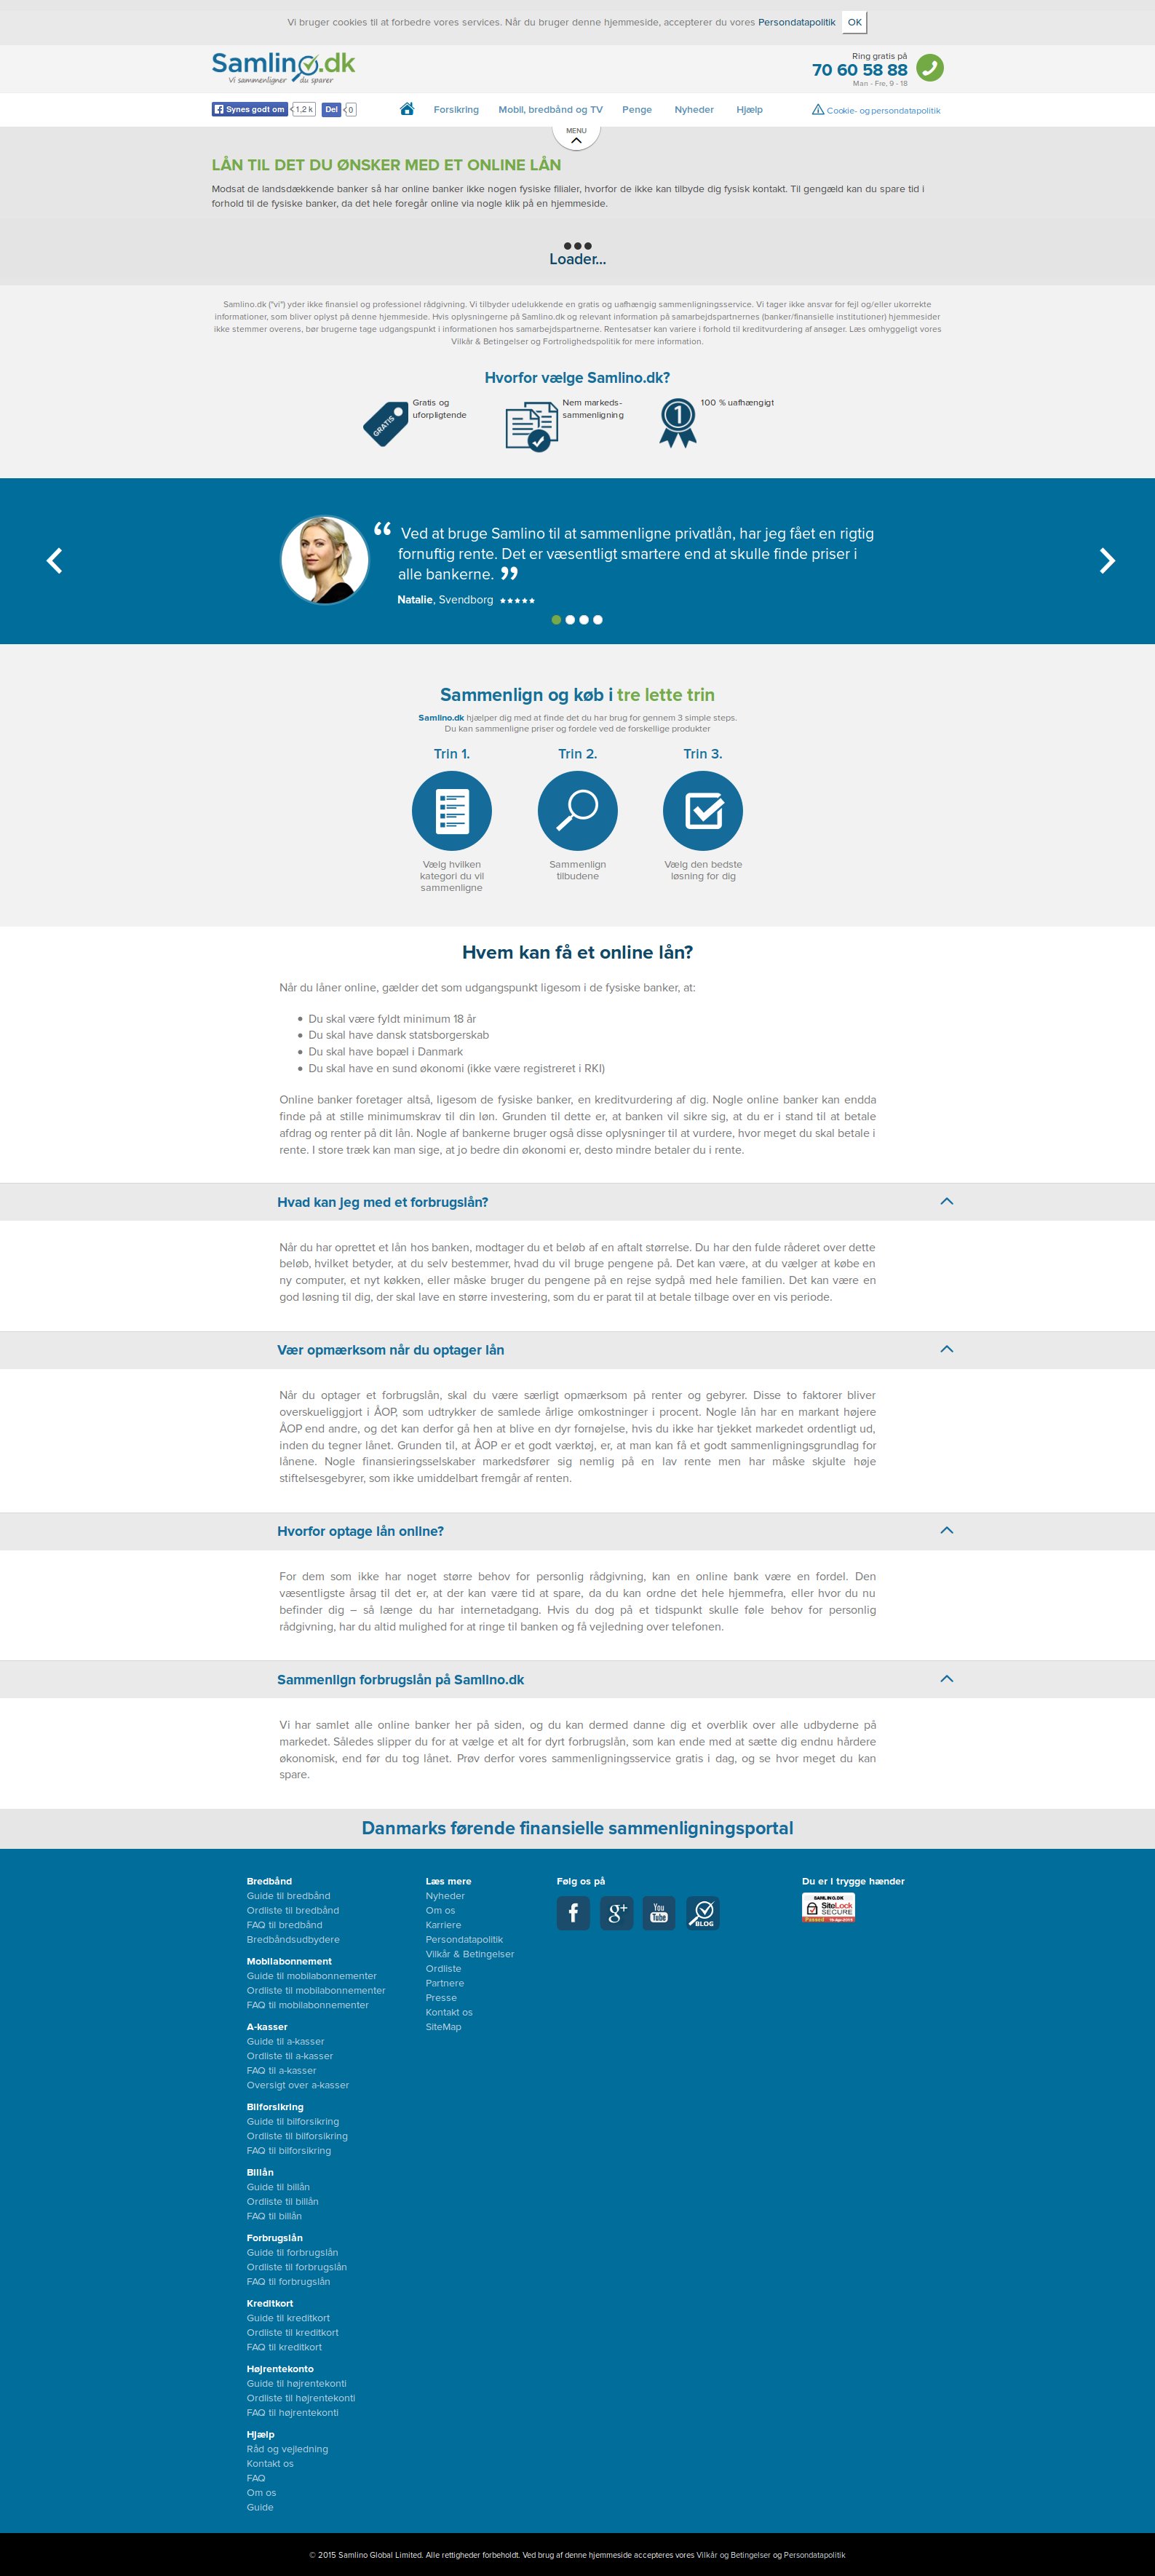 Vi bruger cookies til at forbedre vores services. Når du bruger denne hjemmeside, accepterer du vores Persondatapolitik OK
Samlino.dk
Vi sammenligner du sparer
Ring gratis på
70 60 58 88
Man - Fre, 9 - 18
Synes godt om 1,2 k Del 0
Forsikring Mobil, bredbånd og TV Penge Nyheder Hjælp
Cookie- og persondatapolitik
MENU
LÅN TIL DET DU ØNSKER MED ET ONLINE LÅN
Modsat de landsdækkende banker så har online banker ikke nogen fysiske filialer, hvorfor de ikke kan tilbyde dig fysisk kontakt. Til gengæld kan du spare tid i
forhold til de fysiske banker, da det hele foregår online via nogle klik på en hjemmeside.
Loader...
Samlino.dk ("vi") yder ikke finansiel og professionel rådgivning. Vi tilbyder udelukkende en gratis og uafhængig sammenligningsservice. Vi tager ikke ansvar for fejl og/eller ukorrekte
informationer, som bliver oplyst på denne hjemmeside. Hvis oplysningerne på Samlino.dk og relevant information på samarbejdspartnernes (banker/finansielle institutioner) hjemmesider
ikke stemmer overens, bør brugerne tage udgangspunkt i informationen hos samarbejdspartnerne. Rentesatser kan variere i forhold til kreditvurdering af ansøger. Læs omhyggeligt vores
Vilkår & Betingelser og Fortrolighedspolitik for mere information.
Hvorfor vælge Samlino.dk?
GRATIS
Gratis og
uforpligtende
Nem markeds-
sammenligning
1
100 % uafhængigt
“ Ved at bruge Samlino til at sammenligne privatlån, har jeg fået en rigtig
fornuftig rente. Det er væsentligt smartere end at skulle finde priser i
alle bankerne. ”
Natalie, Svendborg ★★★★★
Sammenlign og køb i tre lette trin
Samlino.dk hjælper dig med at finde det du har brug for gennem 3 simple steps.
Du kan sammenligne priser og fordele ved de forskellige produkter
Trin 1.
Trin 2.
Trin 3.
Vælg hvilken
kategori du vil
sammenligne
Sammenlign
tilbudene
Vælg den bedste
løsning for dig
Hvem kan få et online lån?
Når du låner online, gælder det som udgangspunkt ligesom i de fysiske banker, at:
• Du skal være fyldt minimum 18 år
• Du skal have dansk statsborgerskab
• Du skal have bopæl i Danmark
• Du skal have en sund økonomi (ikke være registreret i RKI)
Online banker foretager altså, ligesom de fysiske banker, en kreditvurdering af dig. Nogle online banker kan endda
finde på at stille minimumskrav til din løn. Grunden til dette er, at banken vil sikre sig, at du er i stand til at betale
afdrag og renter på dit lån. Nogle af bankerne bruger også disse oplysninger til at vurdere, hvor meget du skal betale i
rente. I store træk kan man sige, at jo bedre din økonomi er, desto mindre betaler du i rente.
Hvad kan jeg med et forbrugslån?
Når du har oprettet et lån hos banken, modtager du et beløb af en aftalt størrelse. Du har den fulde råderet over dette
beløb, hvilket betyder, at du selv bestemmer, hvad du vil bruge pengene på. Det kan være, at du vælger at købe en
ny computer, et nyt køkken, eller måske bruger du pengene på en rejse sydpå med hele familien. Det kan være en
god løsning til dig, der skal lave en større investering, som du er parat til at betale tilbage over en vis periode.
Vær opmærksom når du optager lån
Når du optager et forbrugslån, skal du være særligt opmærksom på renter og gebyrer. Disse to faktorer bliver
overskueliggjort i ÅOP, som udtrykker de samlede årlige omkostninger i procent. Nogle lån har en markant højere
ÅOP end andre, og det kan derfor gå hen at blive en dyr fornøjelse, hvis du ikke har tjekket markedet ordentligt ud,
inden du tegner lånet. Grunden til, at ÅOP er et godt værktøj, er, at man kan få et godt sammenligningsgrundlag for
lånene. Nogle finansieringsselskaber markedsfører sig nemlig på en lav rente men har måske skjulte høje
stiftelsesgebyrer, som ikke umiddelbart fremgår af renten.
Hvorfor optage lån online?
For dem som ikke har noget større behov for personlig rådgivning, kan en online bank være en fordel. Den
væsentligste årsag til det er, at der kan være tid at spare, da du kan ordne det hele hjemmefra, eller hvor du nu
befinder dig – så længe du har internetadgang. Hvis du dog på et tidspunkt skulle føle behov for personlig
rådgivning, har du altid mulighed for at ringe til banken og få vejledning over telefonen.
Sammenlign forbrugslån på Samlino.dk
Vi har samlet alle online banker her på siden, og du kan dermed danne dig et overblik over alle udbyderne på
markedet. Således slipper du for at vælge et alt for dyrt forbrugslån, som kan ende med at sætte dig endnu hårdere
økonomisk, end før du tog lånet. Prøv derfor vores sammenligningsservice gratis i dag, og se hvor meget du kan
spare.
Danmarks førende finansielle sammenligningsportal
Bredbånd
Guide til bredbånd
Ordliste til bredbånd
FAQ til bredbånd
Bredbåndsudbydere
Mobilabonnement
Guide til mobilabonnementer
Ordliste til mobilabonnementer
FAQ til mobilabonnementer
A-kasser
Guide til a-kasser
Ordliste til a-kasser
FAQ til a-kasser
Oversigt over a-kasser
Bilforsikring
Guide til bilforsikring
Ordliste til bilforsikring
FAQ til bilforsikring
Billån
Guide til billån
Ordliste til billån
FAQ til billån
Forbrugslån
Guide til forbrugslån
Ordliste til forbrugslån
FAQ til forbrugslån
Kreditkort
Guide til kreditkort
Ordliste til kreditkort
FAQ til kreditkort
Højrentekonto
Guide til højrentekonti
Ordliste til højrentekonti
FAQ til højrentekonti
Hjælp
Råd og vejledning
Kontakt os
FAQ
Om os
Guide
Læs mere
Nyheder
Om os
Karriere
Persondatapolitik
Vilkår & Betingelser
Ordliste
Partnere
Presse
Kontakt os
SiteMap
Følg os på
f g+ You Tube BLOG
Du er i trygge hænder
SAMLINO.DK
SiteLock
SECURE
Passed 16-Apr-2015
© 2015 Samlino Global Limited. Alle rettigheder forbeholdt. Ved brug af denne hjemmeside accepteres vores Vilkår og Betingelser og Persondatapolitik